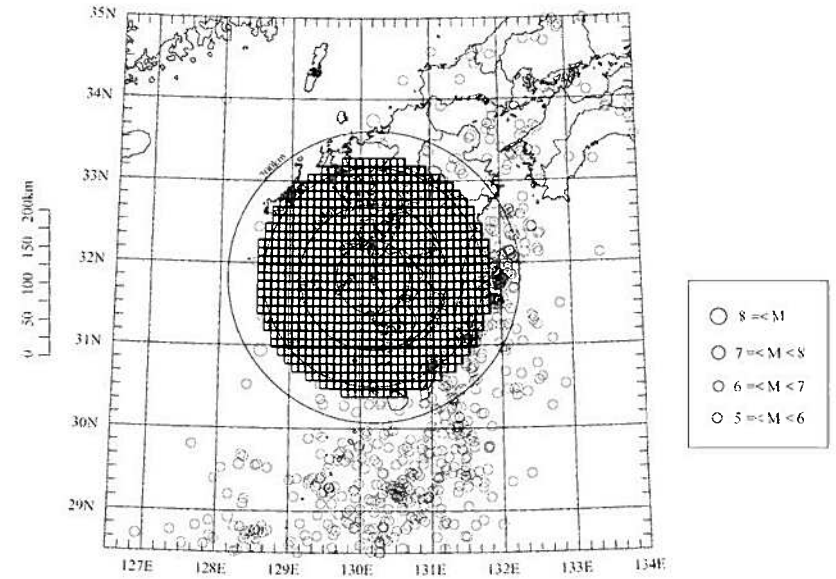 35N
34N
33N
32N
31N
30N
29N
127E 128E 129E 130E 131E 132E 133E 134E
0 50 100 150 200km
200km
8 =< M
7 =< M < 8
6 =< M < 7
5 =< M < 6